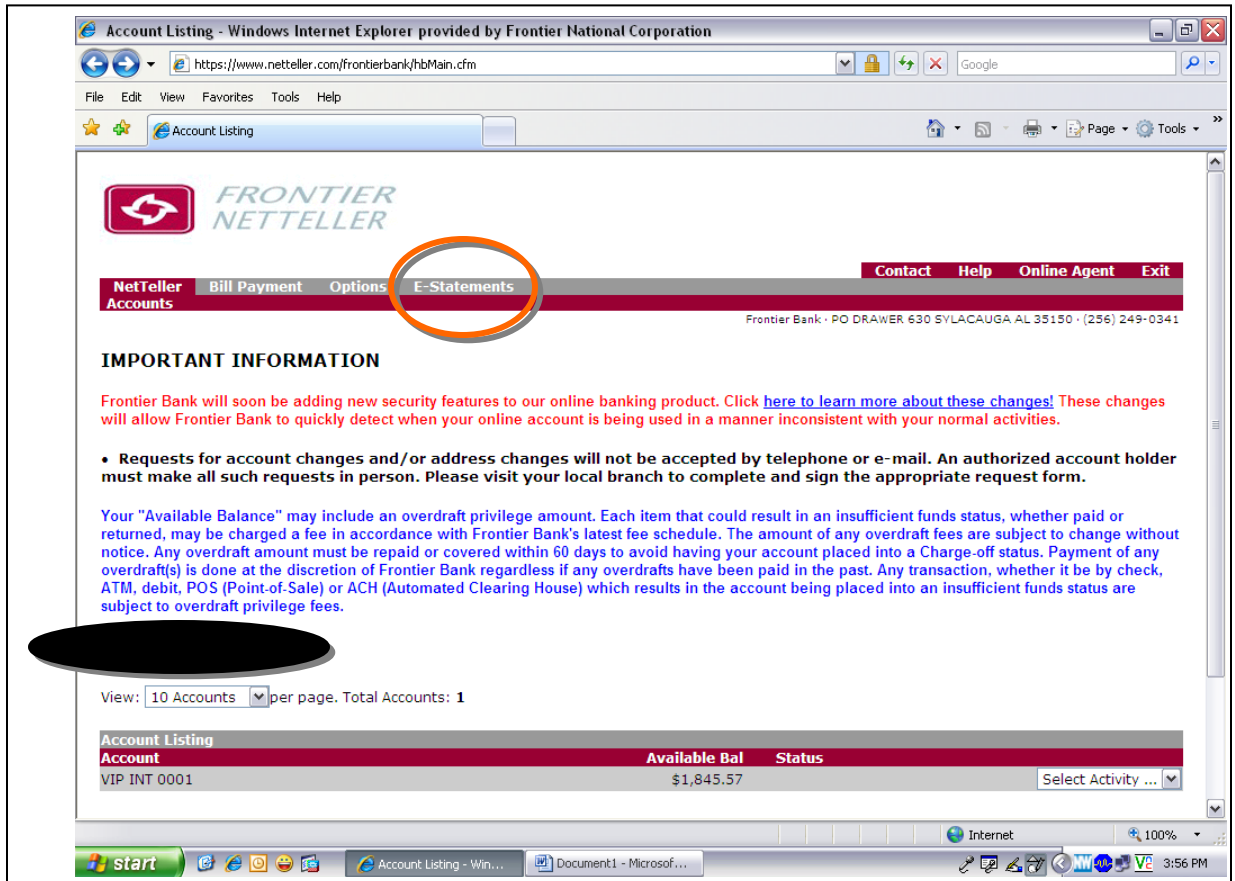 Account Listing - Windows Internet Explorer provided by Frontier National Corporation
https://www.netteller.com/frontierbank/hbMain.cfm
Google
File Edit View Favorites Tools Help
Account Listing
Page Tools »
FRONTIER
NETTELLER
Contact Help Online Agent Exit
NetTeller Bill Payment Options E-Statements
Accounts
Frontier Bank · PO DRAWER 630 SYLACAUGA AL 35150 · (256) 249-0341
IMPORTANT INFORMATION
Frontier Bank will soon be adding new security features to our online banking product. Click here to learn more about these changes! These changes
will allow Frontier Bank to quickly detect when your online account is being used in a manner inconsistent with your normal activities.
• Requests for account changes and/or address changes will not be accepted by telephone or e-mail. An authorized account holder
must make all such requests in person. Please visit your local branch to complete and sign the appropriate request form.
Your "Available Balance" may include an overdraft privilege amount. Each item that could result in an insufficient funds status, whether paid or
returned, may be charged a fee in accordance with Frontier Bank's latest fee schedule. The amount of any overdraft fees are subject to change without
notice. Any overdraft amount must be repaid or covered within 60 days to avoid having your account placed into a Charge-off status. Payment of any
overdraft(s) is done at the discretion of Frontier Bank regardless if any overdrafts have been paid in the past. Any transaction, whether it be by check,
ATM, debit, POS (Point-of-Sale) or ACH (Automated Clearing House) which results in the account being placed into an insufficient funds status are
subject to overdraft privilege fees.
View: 10 Accounts per page. Total Accounts: 1
Account Listing
Account Available Bal Status
VIP INT 0001 $1,845.57 Select Activity ...
Internet 100%
start Account Listing - Win... Document1 - Microsof... 3:56 PM